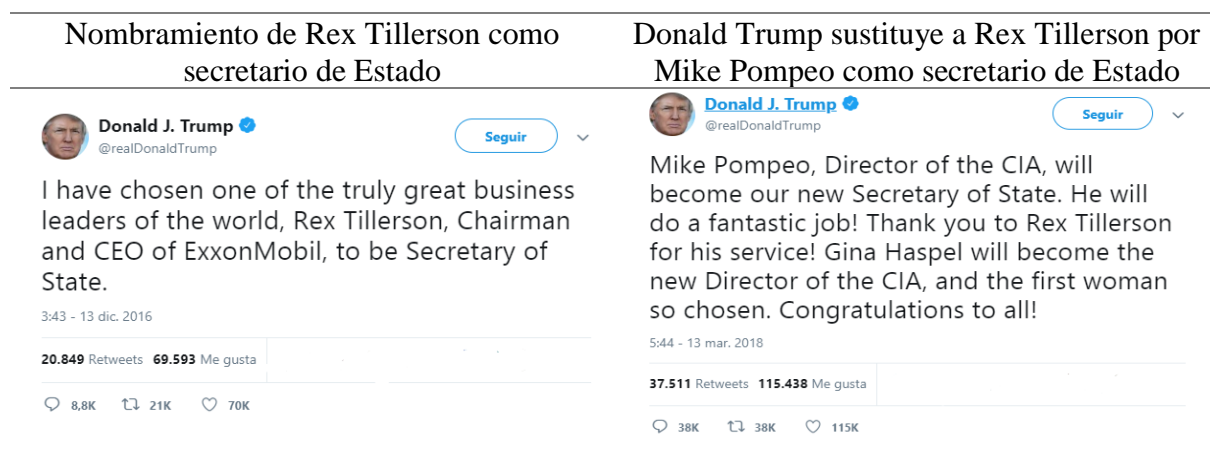 Nombramiento de Rex Tillerson como
secretario de Estado
Donald J. Trump
@realDonaldTrump
Seguir
I have chosen one of the truly great business
leaders of the world, Rex Tillerson, Chairman
and CEO of ExxonMobil, to be Secretary of
State.
3:43 - 13 dic. 2016
20.849 Retweets 69.593 Me gusta
8,8K 21K 70K
Donald Trump sustituye a Rex Tillerson por
Mike Pompeo como secretario de Estado
Donald J. Trump
@realDonaldTrump
Seguir
Mike Pompeo, Director of the CIA, will
become our new Secretary of State. He will
do a fantastic job! Thank you to Rex Tillerson
for his service! Gina Haspel will become the
new Director of the CIA, and the first woman
so chosen. Congratulations to all!
5:44 - 13 mar. 2018
37.511 Retweets 115.438 Me gusta
38K 38K 115K